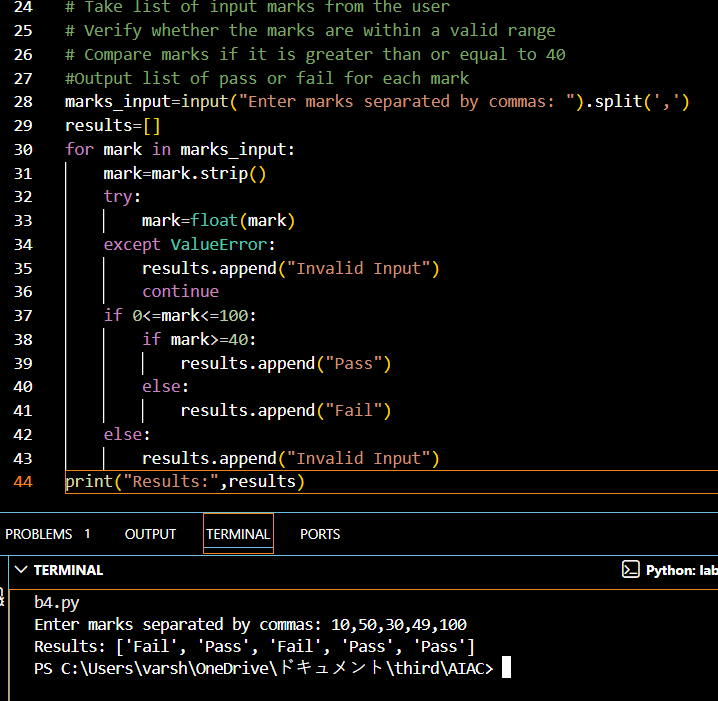 24 # Take list of input marks from the user
25 # Verify whether the marks are within a valid range
26 # Compare marks if it is greater than or equal to 40
27 #Output list of pass or fail for each mark
28 marks_input=input("Enter marks separated by commas: ").split(',')
29 results=[]
30 for mark in marks_input:
31     mark=mark.strip()
32     try:
33         mark=float(mark)
34     except ValueError:
35         results.append("Invalid Input")
36         continue
37     if 0<=mark<=100:
38         if mark>=40:
39             results.append("Pass")
40         else:
41             results.append("Fail")
42     else:
43         results.append("Invalid Input")
44 print("Results:",results)
PROBLEMS 1 OUTPUT TERMINAL PORTS
TERMINAL Python: lab
b4.py
Enter marks separated by commas: 10,50,30,49,100
Results: ['Fail', 'Pass', 'Fail', 'Pass', 'Pass']
PS C:\Users\varsh\OneDrive\ドキュメント\third\AIAC>